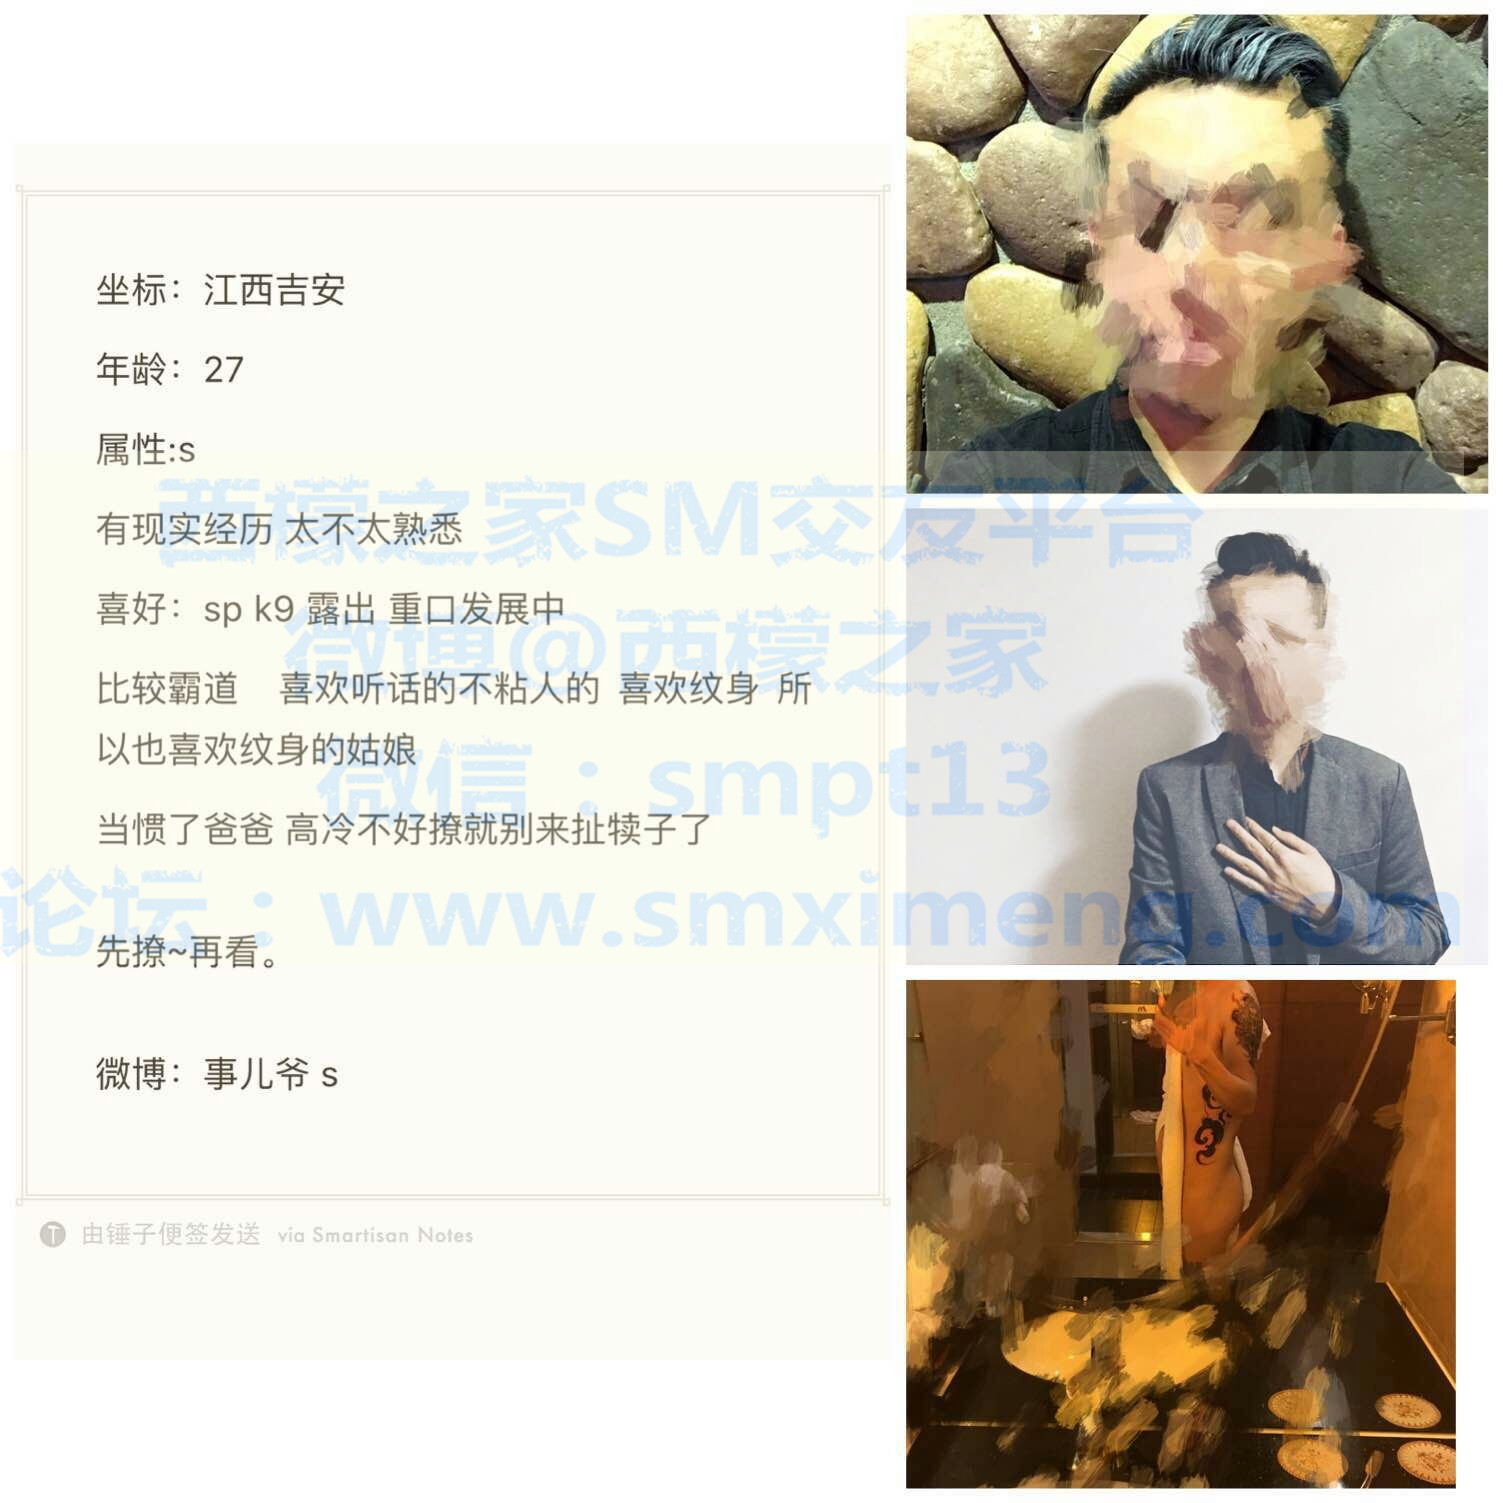 坐标：江西吉安
年龄：27
属性:s
有现实经历 太不太熟悉
喜好：sp k9 露出 重口发展中
比较霸道 喜欢听话的不粘人的 喜欢纹身 所
以也喜欢纹身的姑娘
当惯了爸爸 高冷不好撩就别来扯犊子了
先撩~再看。
微博：事儿爷 s
由锤子便签发送 via Smartisan Notes
西檬之家SM交友平台
微博@西檬之家
微信：smpt13
论坛：www.smximeng.com